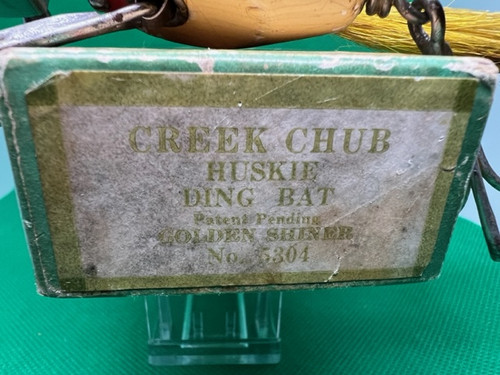 CREEK CHUB
HUSKIE
DING BAT
Patent Pending
GOLDEN SHINER
No. 5304